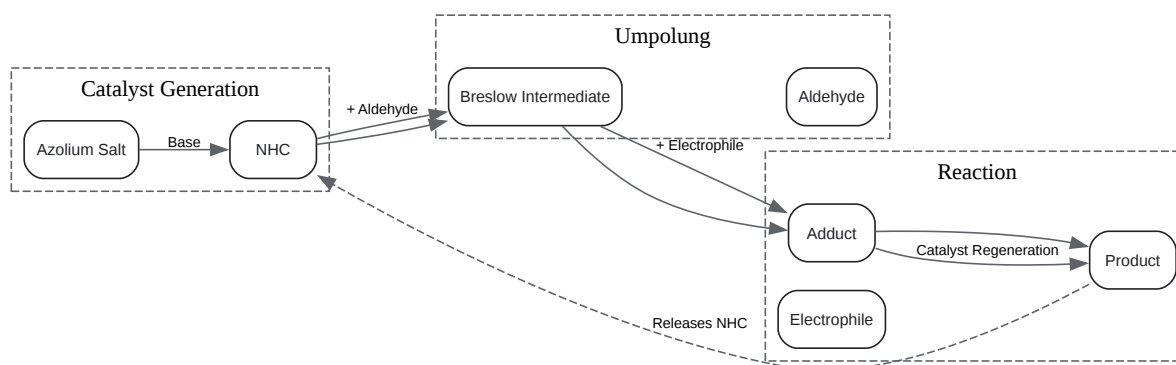 Umpolung
Catalyst Generation
Breslow Intermediate
Aldehyde
+ Aldehyde
Azolium Salt
Base
NHC
+ Electrophile
Reaction
Adduct
Catalyst Regeneration
Product
Electrophile
Releases NHC